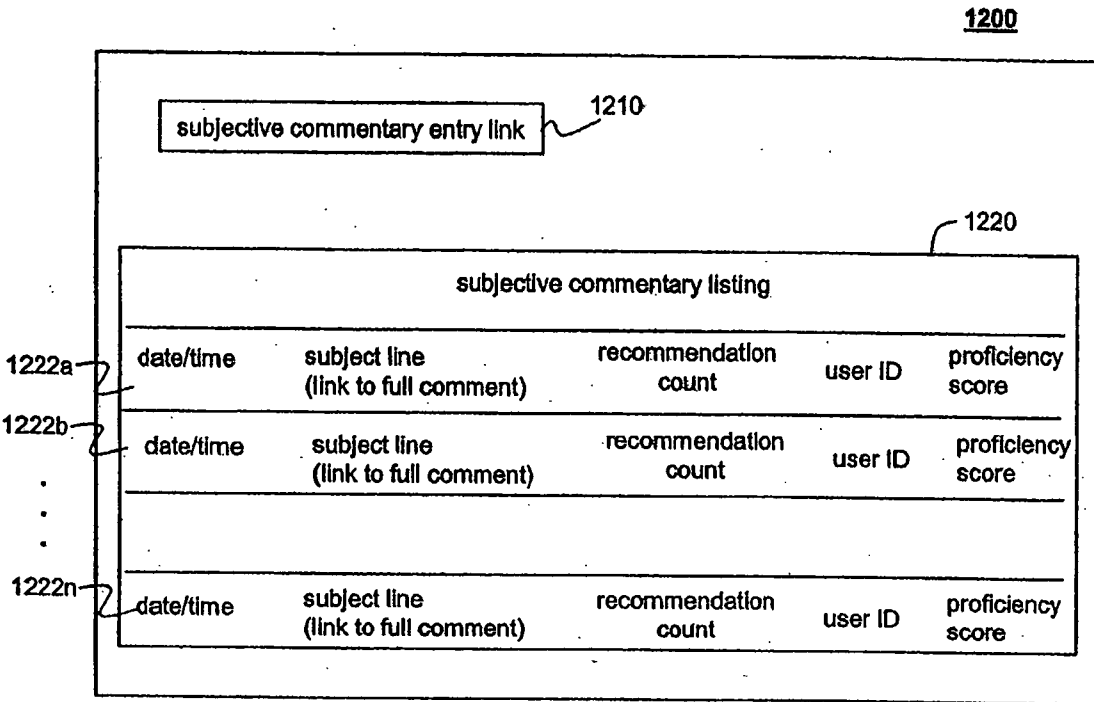 1200
subjective commentary entry link
1210
1220
subjective commentary listing
1222a
date/time
subject line
(link to full comment)
recommendation
count
user ID
proficiency
score
1222b
date/time
subject line
(link to full comment)
recommendation
count
user ID
proficiency
score
1222n
date/time
subject line
(link to full comment)
recommendation
count
user ID
proficiency
score